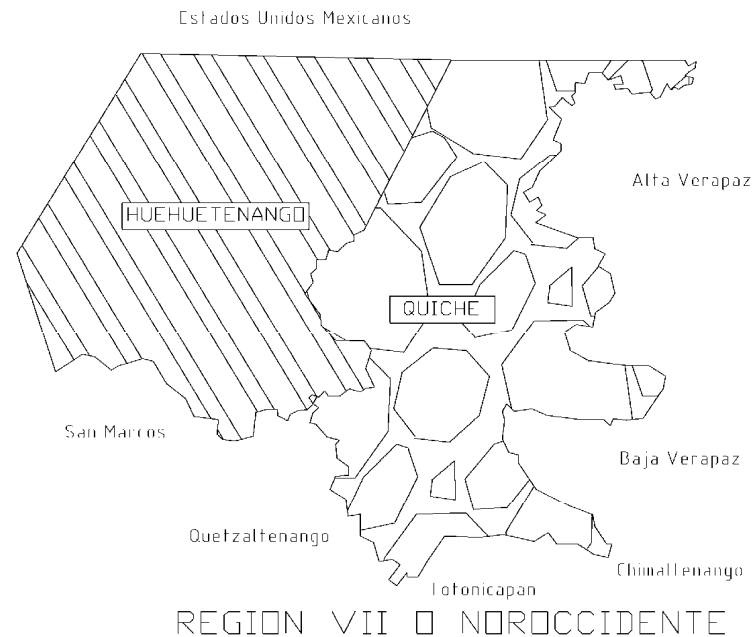 Estados Unidos Mexicanos
Alta Verapaz
HUEHUETENANGO
QUICHE
San Marcos
Baja Verapaz
Quetzaltenango
Chimaltenango
Totonicapan
REGION VII O NOROCCIDENTE